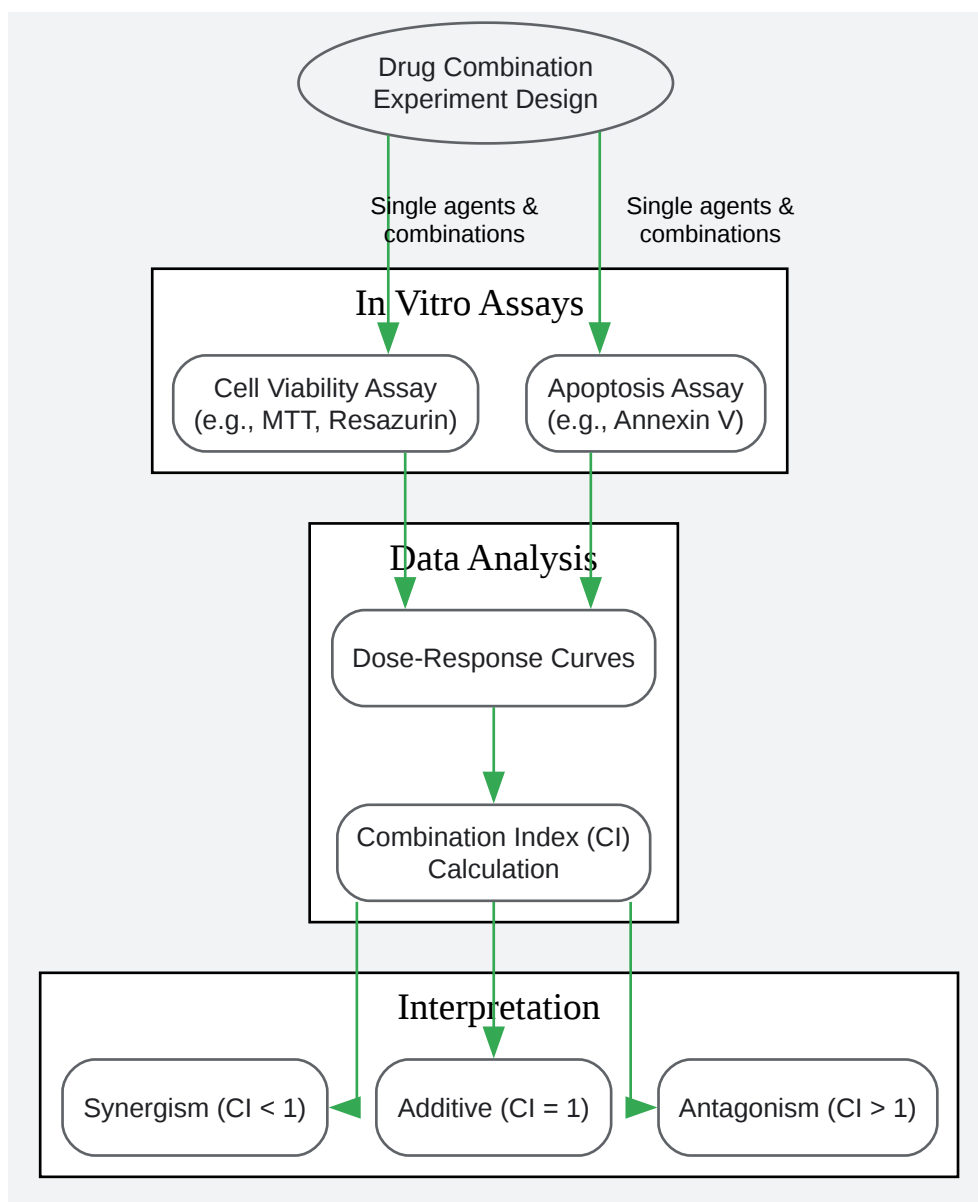 Drug Combination
Experiment Design
Single agents &
combinations
Single agents &
combinations
In Vitro Assays
Cell Viability Assay
(e.g., MTT, Resazurin)
Apoptosis Assay
(e.g., Annexin V)
Data Analysis
Dose-Response Curves
Combination Index (CI)
Calculation
Interpretation
Synergism (CI < 1)
Additive (CI = 1)
Antagonism (CI > 1)